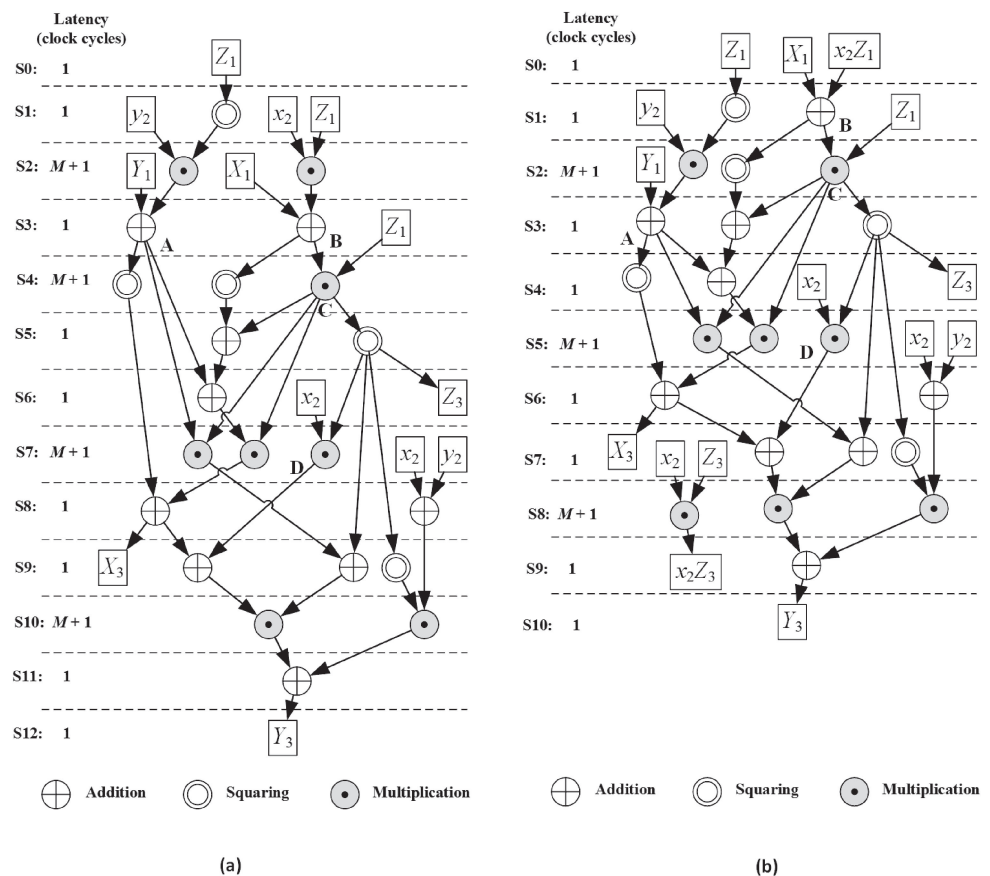 Latency
(clock cycles)
S0: 1
Z₁
S1: 1
y₂
x₂
Z₁
S2: M + 1
Y₁
X₁
S3: 1
A
B
Z₁
S4: M + 1
C
S5: 1
S6: 1
x₂
Z₃
S7: M + 1
D
x₂
y₂
S8: 1
X₃
S9: 1
S10: M + 1
S11: 1
S12: 1
Y₃
Addition
Squaring
Multiplication
(a)
Latency
(clock cycles)
S0: 1
Z₁
X₁
x₂Z₁
S1: 1
y₂
B
Z₁
S2: M + 1
Y₁
C
S3: 1
A
S4: 1
x₂
Z₃
S5: M + 1
D
x₂
y₂
S6: 1
X₃
S7: 1
x₂
Z₃
S8: M + 1
S9: 1
x₂Z₃
S10: 1
Y₃
Addition
Squaring
Multiplication
(b)